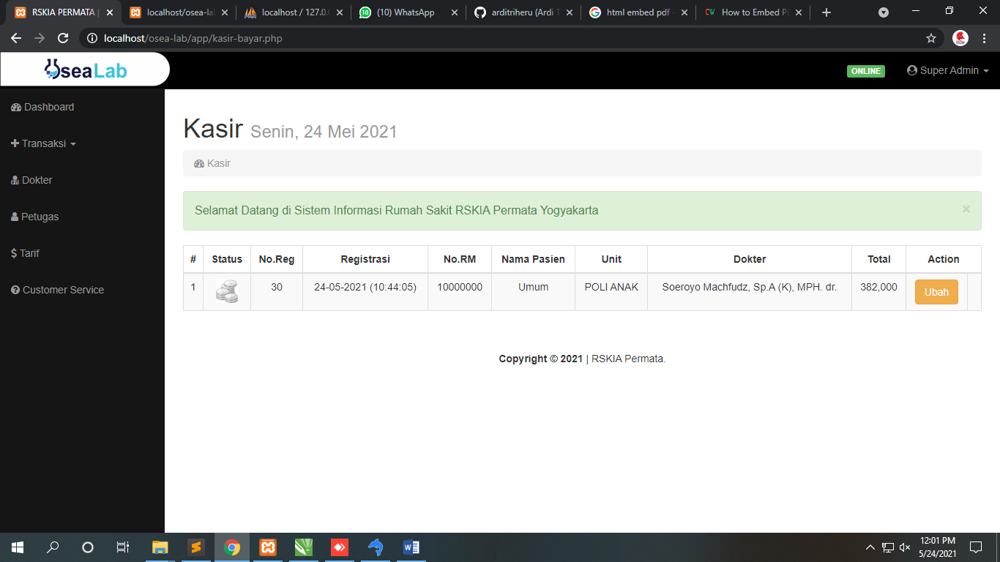 RSKIA PERMATA |
localhost/osea-la
localhost / 127.0.
(10) WhatsApp
arditriheru (Ardi T
html embed pdf -
CW How to Embed P
localhost/osea-lab/app/kasir-bayar.php
OseaLab
ONLINE
Super Admin
Dashboard
Transaksi
Dokter
Petugas
$ Tarif
Customer Service
Kasir Senin, 24 Mei 2021
Kasir
Selamat Datang di Sistem Informasi Rumah Sakit RSKIA Permata Yogyakarta ×
# Status No.Reg Registrasi No.RM Nama Pasien Unit Dokter Total Action
1 30 24-05-2021 (10:44:05) 10000000 Umum POLI ANAK Soeroyo Machfudz, Sp.A (K), MPH. dr. 382,000 Ubah
Copyright © 2021 | RSKIA Permata.
12:01 PM
5/24/2021